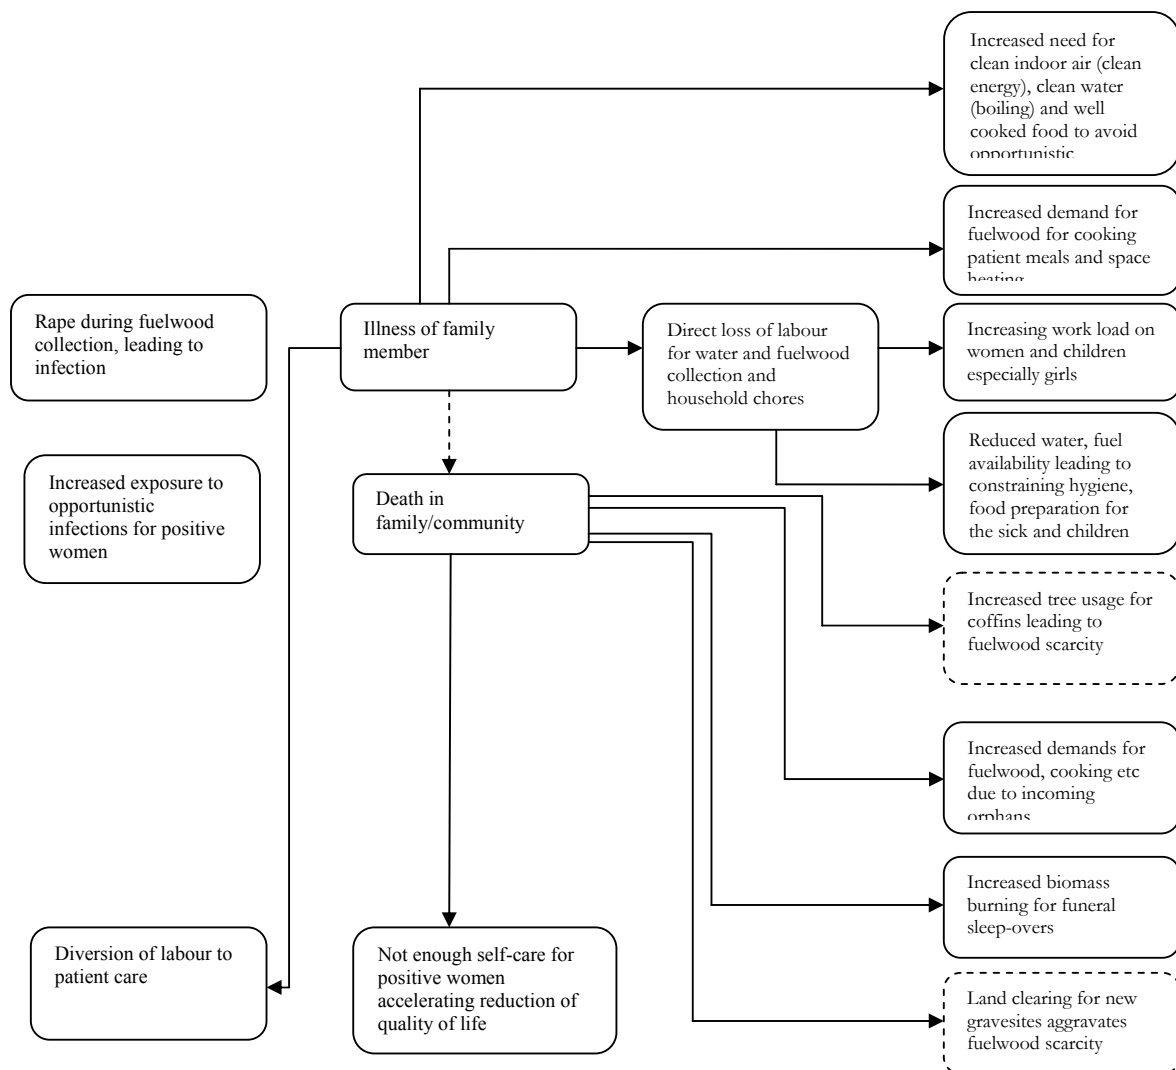 Increased need for
clean indoor air (clean
energy), clean water
(boiling) and well
cooked food to avoid
opportunistic
Increased demand for
fuelwood for cooking
patient meals and space
heating
Rape during fuelwood
collection, leading to
infection
Illness of family
member
Direct loss of labour
for water and fuelwood
collection and
household chores
Increasing work load on
women and children
especially girls
Increased exposure to
opportunistic
infections for positive
women
Death in
family/community
Reduced water, fuel
availability leading to
constraining hygiene,
food preparation for
the sick and children
Increased tree usage for
coffins leading to
fuelwood scarcity
Increased demands for
fuelwood, cooking etc
due to incoming
orphans
Increased biomass
burning for funeral
sleep-overs
Diversion of labour to
patient care
Not enough self-care for
positive women
accelerating reduction of
quality of life
Land clearing for new
gravesites aggravates
fuelwood scarcity